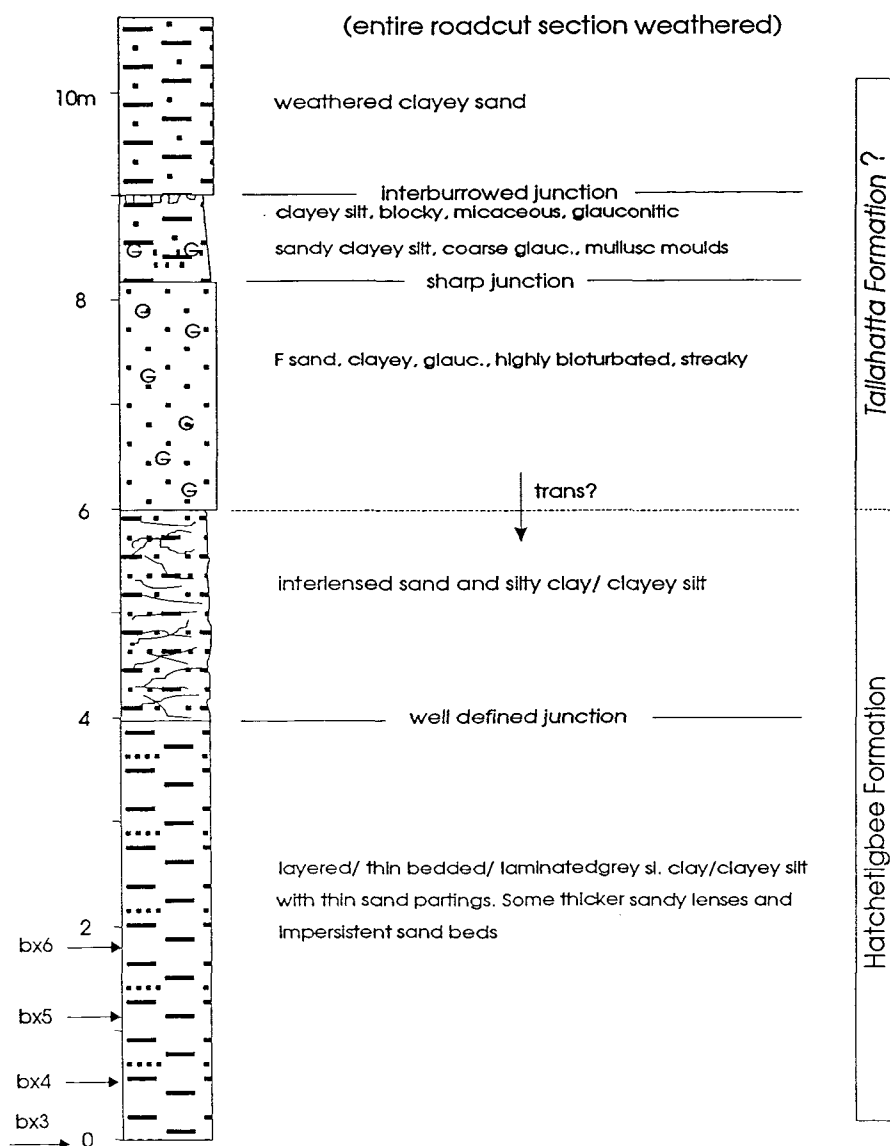 (entire roadcut section weathered)
10m
weathered clayey sand
interburrowed junction
clayey silt, blocky, micaceous, glauconitic
sandy clayey silt, coarse glauc., mullusc moulds
G G
sharp junction
8
G
G
F sand, clayey, glauc., highly bioturbated, streaky
G
G
G
G
trans?
6
interlensed sand and silty clay/ clayey silt
4
well defined junction
layered/ thin bedded/ laminatedgrey sl. clay/clayey silt
with thin sand partings. Some thicker sandy lenses and
impersistent sand beds
2
bx6
bx5
bx4
bx3
0
Tallahatta Formation ?
Hatchetigbee Formation